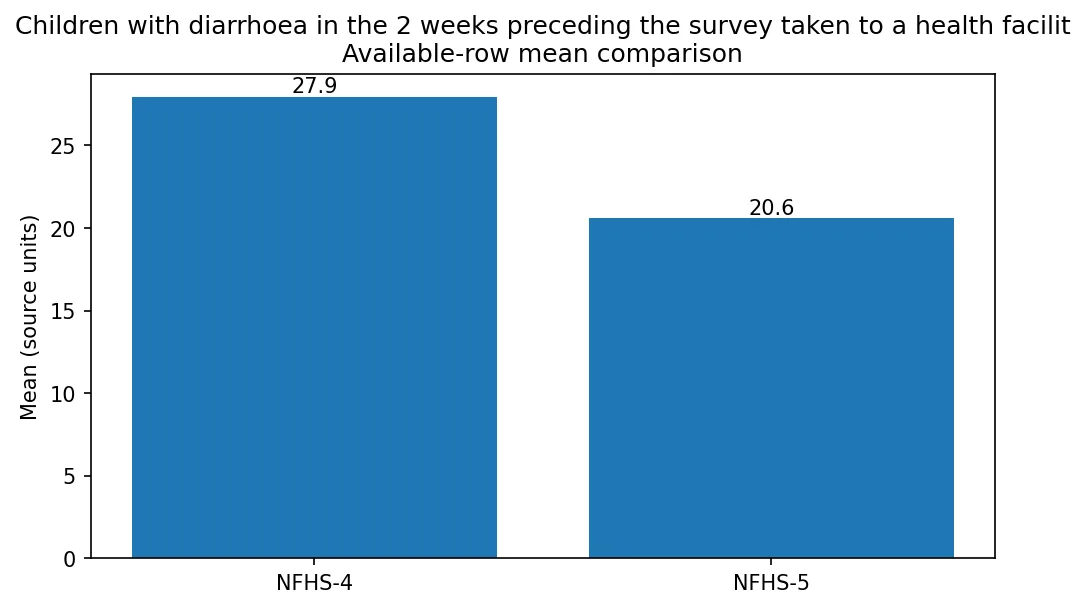 Children with diarrhoea in the 2 weeks preceding the survey taken to a health facilit
Available-row mean comparison
27.9
20.6
Mean (source units)
25
20
15
10
5
0
NFHS-4
NFHS-5